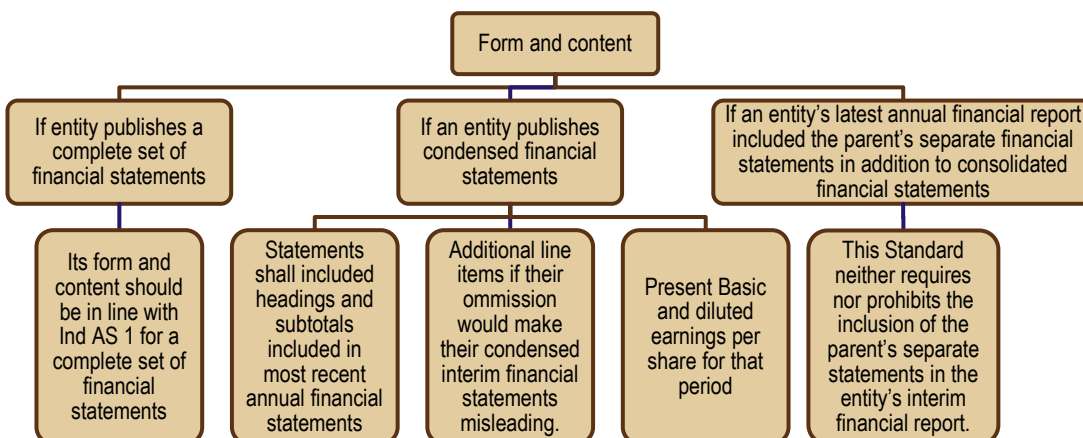 Form and content
If entity publishes a
complete set of
financial statements
If an entity publishes
condensed financial
statements
If an entity's latest annual financial report
included the parent's separate financial
statements in addition to consolidated
financial statements
Its form and
content should
be in line with
Ind AS 1 for a
complete set of
financial
statements
Statements
shall included
headings and
subtotals
included in
most recent
annual financial
statements
Additional line
items if their
ommission
would make
their condensed
interim financial
statements
misleading.
Present Basic
and diluted
earnings per
share for that
period
This Standard
neither requires
nor prohibits the
inclusion of the
parent's separate
statements in the
entity's interim
financial report.